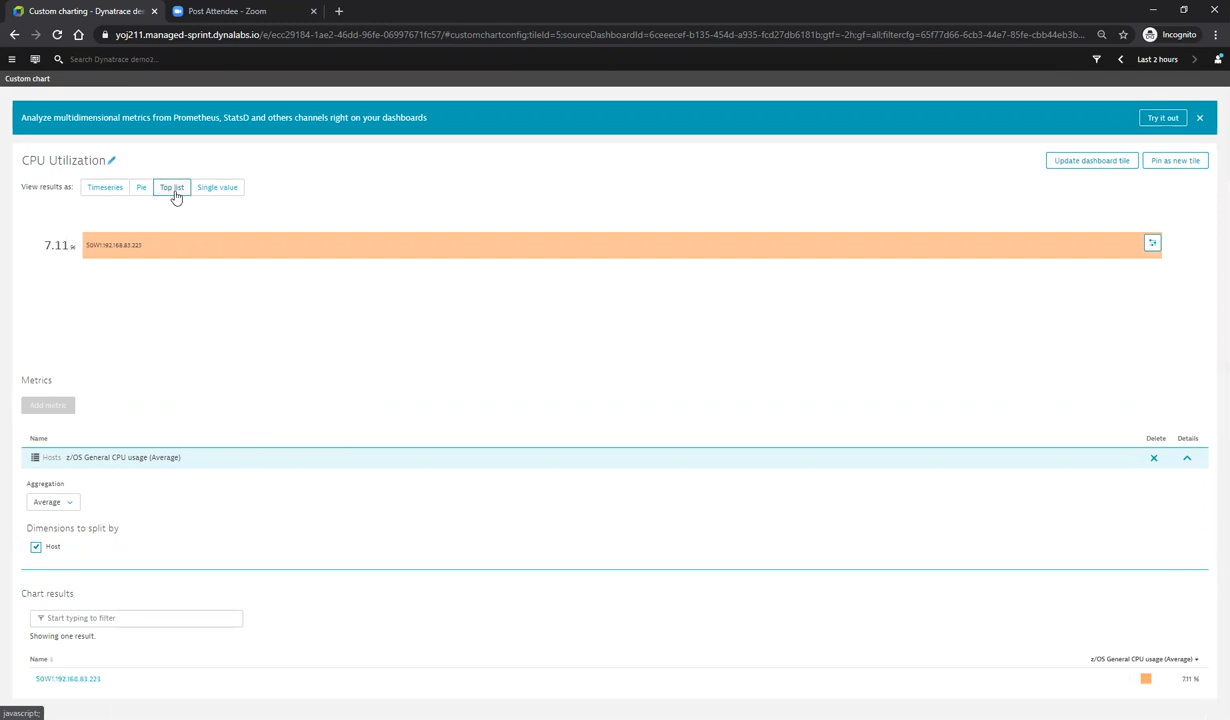 Custom charting - Dynatrace de
Post Attendee - Zoom
yoj211.managed-sprint.dynalabs.io/e/ecc29184-1ae2-46dd-96fe-06997671fc57/#customchartconfig;tileId=5;sourceDashboardId=6ceeecef-b135-454d-a935-fcd27db6181b;gtf=-2h;gf=all;filtercfg=65f77d66-6cb3-44e7-85fe-cbb44eb3b...
Incognito
Search Dynatrace demo2...
Last 2 hours
Custom chart
Analyze multidimensional metrics from Prometheus, StatsD and others channels right on your dashboards
Try it out
CPU Utilization
Update dashboard tile
Pin as new tile
View results as:
Timeseries
Pie
Top list
Single value
7.11 %
S0W1!192.168.83.223
Metrics
Add metric
Name
Delete
Details
Hosts z/OS General CPU usage (Average)
Aggregation
Average
Dimensions to split by
Host
Chart results
Start typing to filter
Showing one result.
Name
z/OS General CPU usage (Average)
S0W1!192.168.83.223
7.11 %
javascript:;